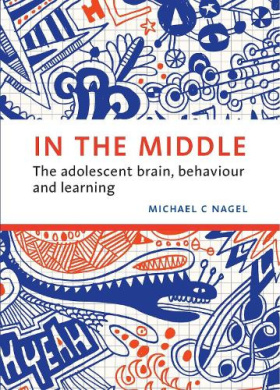 IN THE MIDDLE
The adolescent brain, behaviour
and learning
MICHAEL C NAGEL